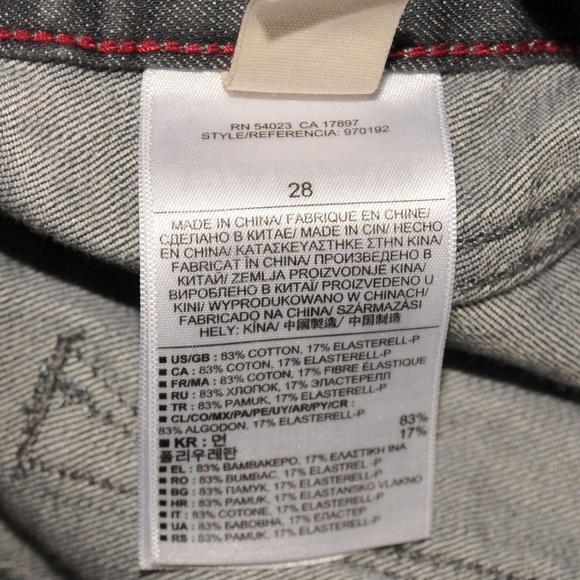 RN 54023 CA 17897
STYLE/REFERENCIA: 970192
28
MADE IN CHINA/ FABRIQUE EN CHINE/
СДЕЛАНО В КИТАЕ/ MADE IN CIN/ HECHO
EN CHINA/ ΚΑΤΑΣΚΕΥΑΣΤΗΚΕ ΣΤΗΝ ΚΙΝΑ/
FABRICAT ÎN CHINA/ ПРОИЗВЕДЕНО В
КИТАЙ/ ZEMLJA PROIZVODNJE KINA/
ВИРОБЛЕНО В КИТАЇ/ PROIZVEDENO U
KINI/ WYPRODUKOWANO W CHINACH/
FABRICADO NA CHINA/ SZÁRMAZÁSI
HELY: KÍNA/ 中國製造/ 中国制造
■ US/GB : 83% COTTON, 17% ELASTERELL-P
■ CA : 83% COTON, 17% ELASTERELL-P
■ FR/MA : 83% COTON, 17% FIBRE ÉLASTIQUE
■ RU : 83% ХЛОПОК, 17% ЭЛАСТЕРЕЛЛ
■ TR : 83% PAMUK, 17% ELASTERELL-P
■ CL/CO/MX/PA/PE/UY/AR/PY/CR :
83% ALGODON, 17% ELASTERELL-P
■ KR : 면 83%
폴리우레탄 17%
■ EL : 83% ΒΑΜΒΑΚΕΡΟ, 17% ΕΛΑΣΤΙΚΗ ΙΝΑ
■ RO : 83% BUMBAC, 17% ELASTREL -P
■ BG : 83% ПАМУК, 17% ELASTERELL-P
■ HR : 83% PAMUK, 17% ELASTANSKO VLAKNO
■ IT : 83% COTONE, 17% ELASTERELL-P
■ UA : 83% БАВОВНА, 17% ЕЛАСТЕР
■ RS : 83% PAMUK, 17% ELASTERELL-P